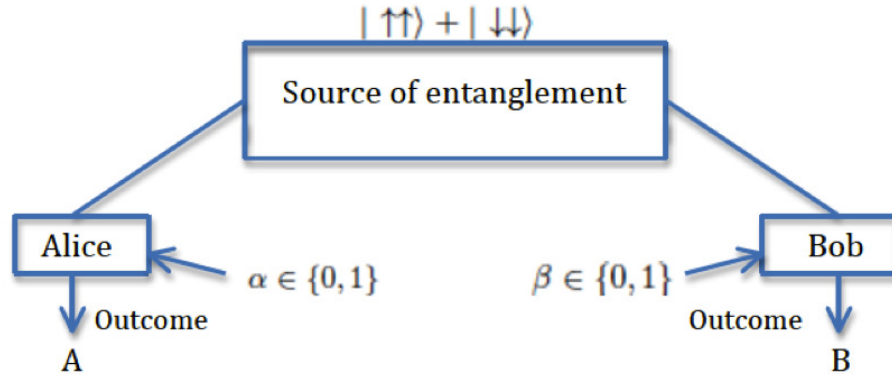 | ↑↑⟩ + | ↓↓⟩
Source of entanglement
Alice
Bob
α ∈ {0, 1}
β ∈ {0, 1}
Outcome
Outcome
A
B